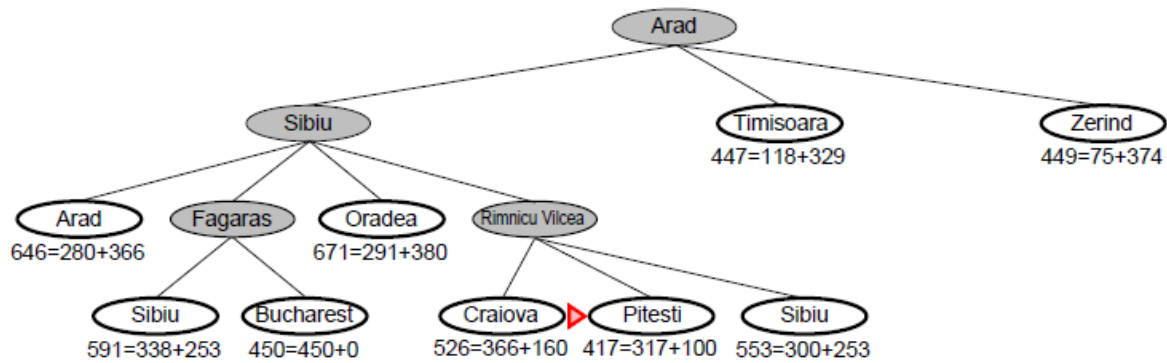 Arad
Sibiu Timisoara Zerind
447=118+329 449=75+374
Arad Fagaras Oradea Rimnicu Vilcea
646=280+366 671=291+380
Sibiu Bucharest Craiova Pitesti Sibiu
591=338+253 450=450+0 526=366+160 417=317+100 553=300+253